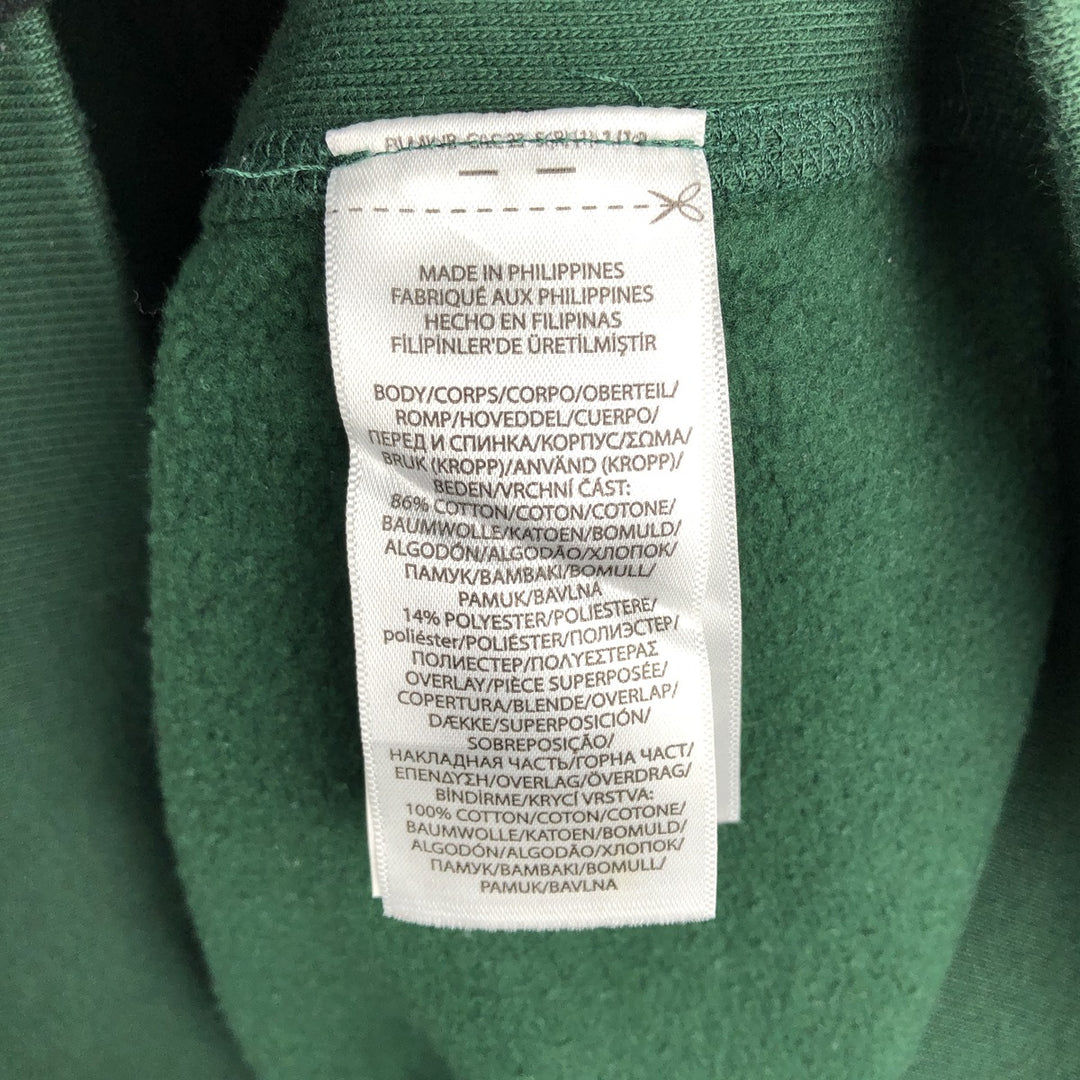 MADE IN PHILIPPINES
FABRIQUÉ AUX PHILIPPINES
HECHO EN FILIPINAS
FİLİPİNLER'DE ÜRETİLMİŞTİR
BODY/CORPS/CORPO/OBERTEIL/
ROMP/HOVEDDEL/CUERPO/
ПЕРЕД И СПИНКА/КОРПУС/ΣΩΜΑ/
BRUK (KROPP)/ANVÄND (KROPP)/
BEDEN/VRCHNÍ ČÁST:
86% COTTON/COTON/COTONE/
BAUMWOLLE/KATOEN/BOMULD/
ALGODÓN/ALGODÃO/ХЛОПОК/
ПАМУК/ΒΑΜΒΑΚΙ/BOMULL/
PAMUK/BAVLNA
14% POLYESTER/POLIESTERE/
poliéster/POLIÉSTER/ПОЛИЭСТЕР/
ПОЛИЕСТЕР/ΠΟΛΥΕΣΤΕΡΑΣ
OVERLAY/PIÈCE SUPERPOSÉE/
COPERTURA/BLENDE/OVERLAP/
DÆKKE/SUPERPOSICIÓN/
SOBREPOSIÇÃO/
НАКЛАДНАЯ ЧАСТЬ/ГОРНА ЧАСТ/
ΕΠΕΝΔΥΣΗ/OVERLAG/ÖVERDRAG/
BİNDİRME/KRYCÍ VRSTVA:
100% COTTON/COTON/COTONE/
BAUMWOLLE/KATOEN/BOMULD/
ALGODÓN/ALGODÃO/ХЛОПОК/
ПАМУК/ΒΑΜΒΑΚΙ/BOMULL/
PAMUK/BAVLNA